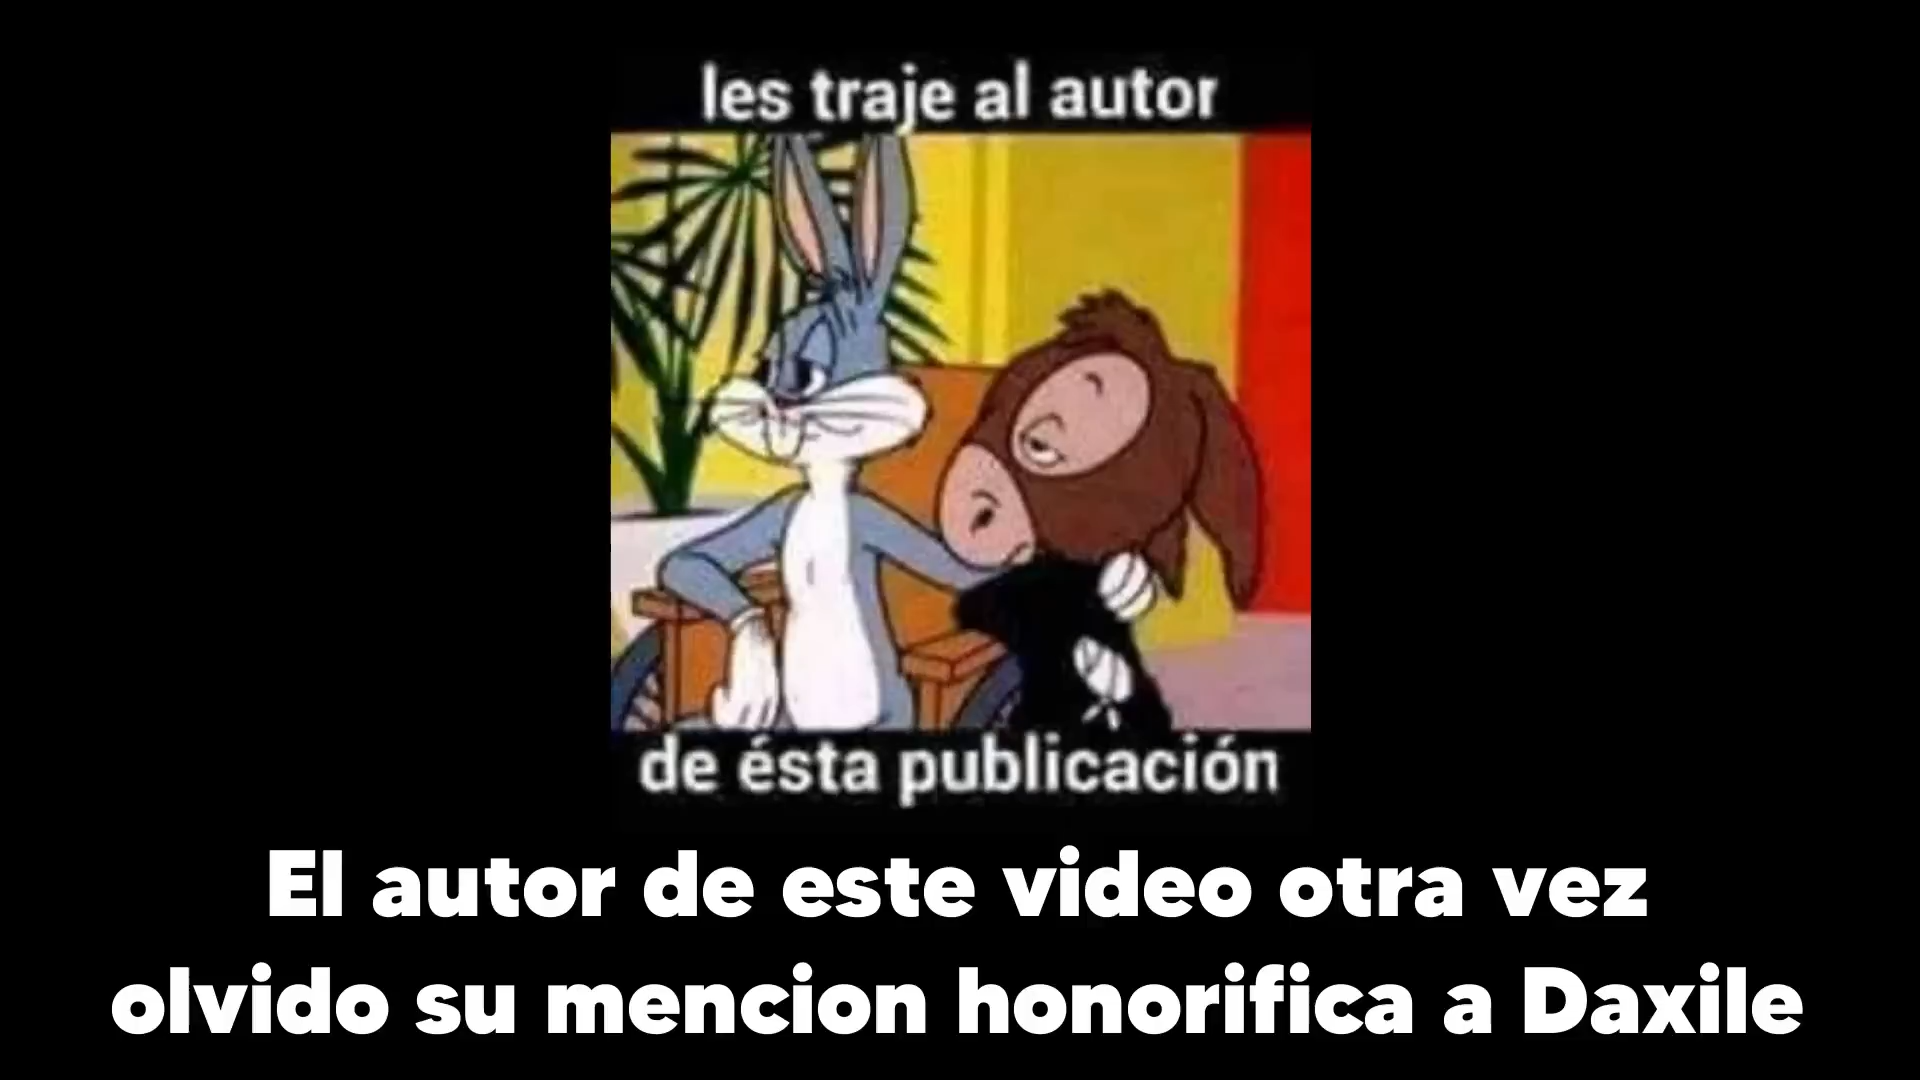 les traje al autor
de ésta publicación
El autor de este video otra vez
olvido su mencion honorifica a Daxile